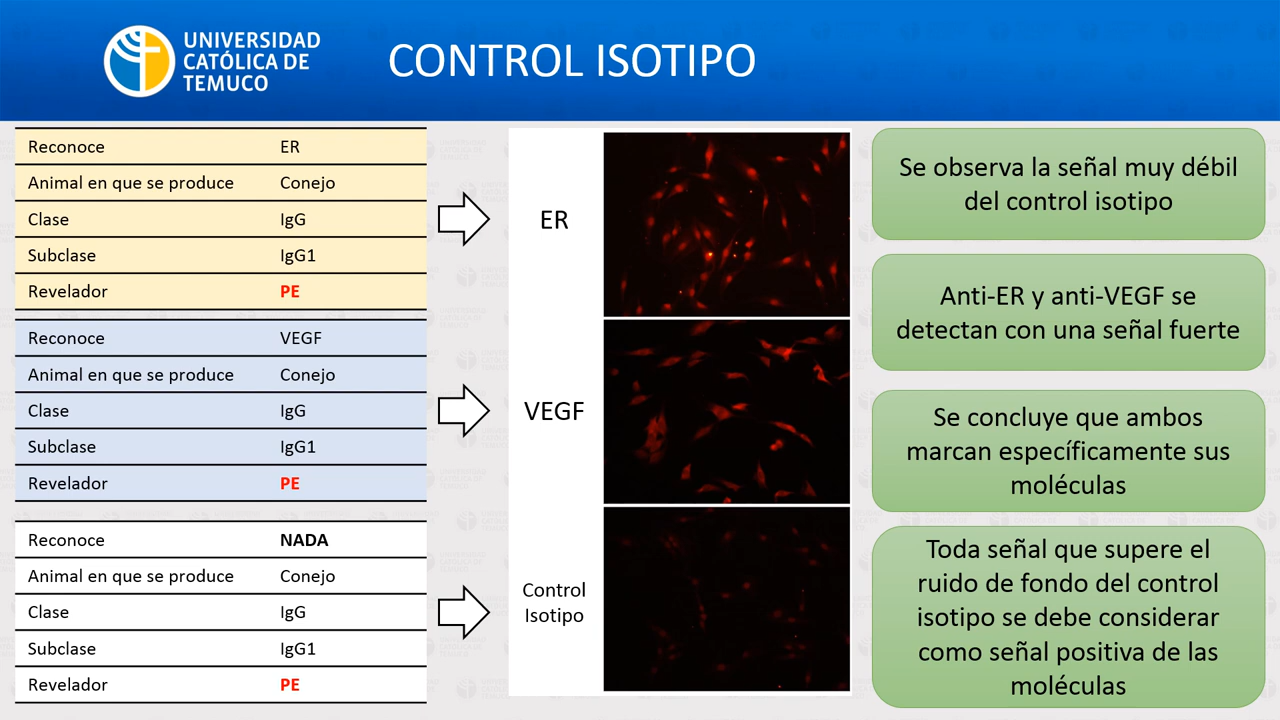 UNIVERSIDAD
CATÓLICA DE
TEMUCO
CONTROL ISOTIPO
Reconoce ER
Animal en que se produce Conejo
Clase IgG
Subclase IgG1
Revelador PE
Reconoce VEGF
Animal en que se produce Conejo
Clase IgG
Subclase IgG1
Revelador PE
Reconoce NADA
Animal en que se produce Conejo
Clase IgG
Subclase IgG1
Revelador PE
ER
VEGF
Control
Isotipo
Se observa la señal muy débil
del control isotipo
Anti-ER y anti-VEGF se
detectan con una señal fuerte
Se concluye que ambos
marcan específicamente sus
moléculas
Toda señal que supere el
ruido de fondo del control
isotipo se debe considerar
como señal positiva de las
moléculas